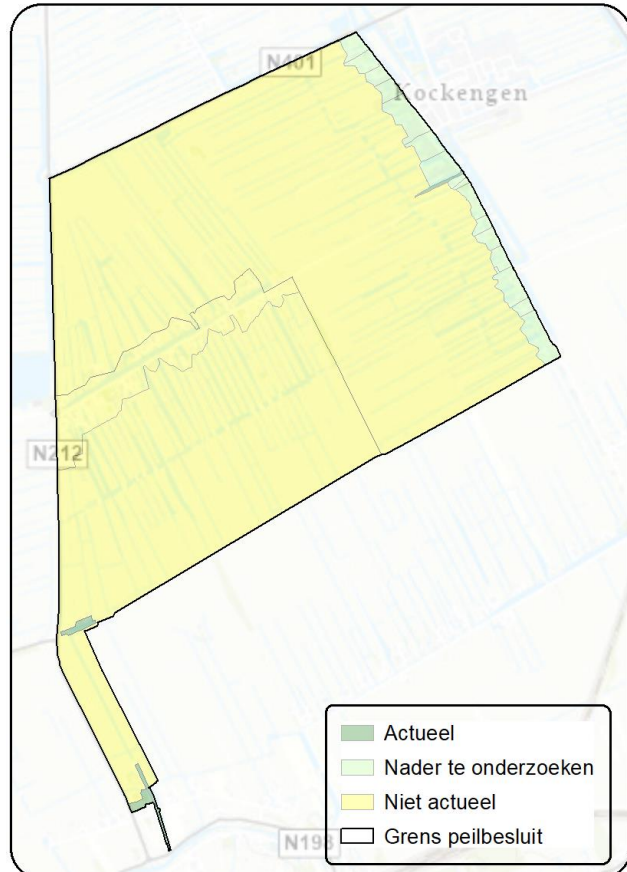 N401
Kockengen
N212
N198
Actueel
Nader te onderzoeken
Niet actueel
Grens peilbesluit